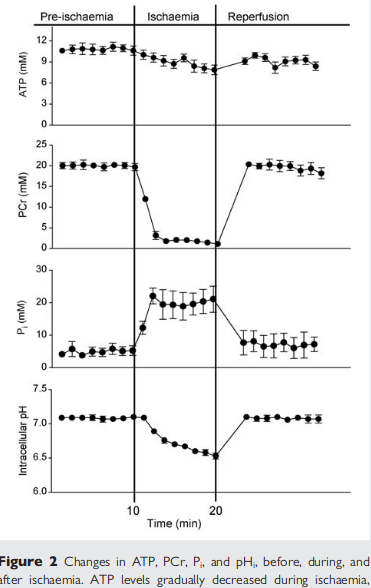 Pre-ischaemia Ischaemia Reperfusion
12
9
6
3
0
ATP (mM)
25
20
15
10
5
0
PCr (mM)
30
20
10
0
Pi (mM)
7.5
7.0
6.5
6.0
Intracellular pH
10 20
Time (min)
Figure 2 Changes in ATP, PCr, Pi, and pHi, before, during, and
after ischaemia. ATP levels gradually decreased during ischaemia,